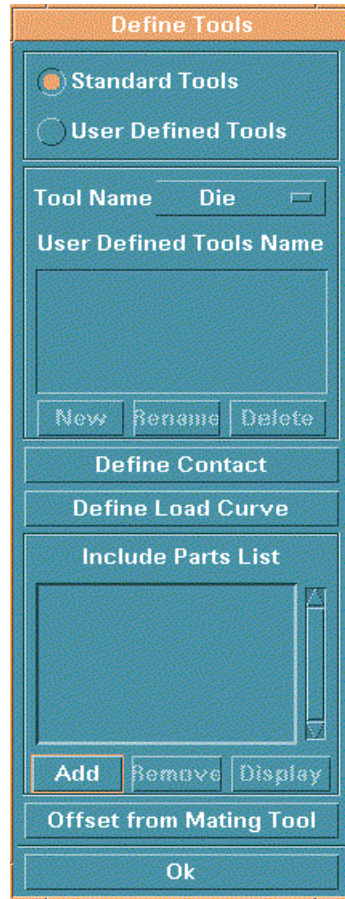 Define Tools
Standard Tools
User Defined Tools
Tool Name Die
User Defined Tools Name
New Rename Delete
Define Contact
Define Load Curve
Include Parts List
Add Remove Display
Offset from Mating Tool
Ok